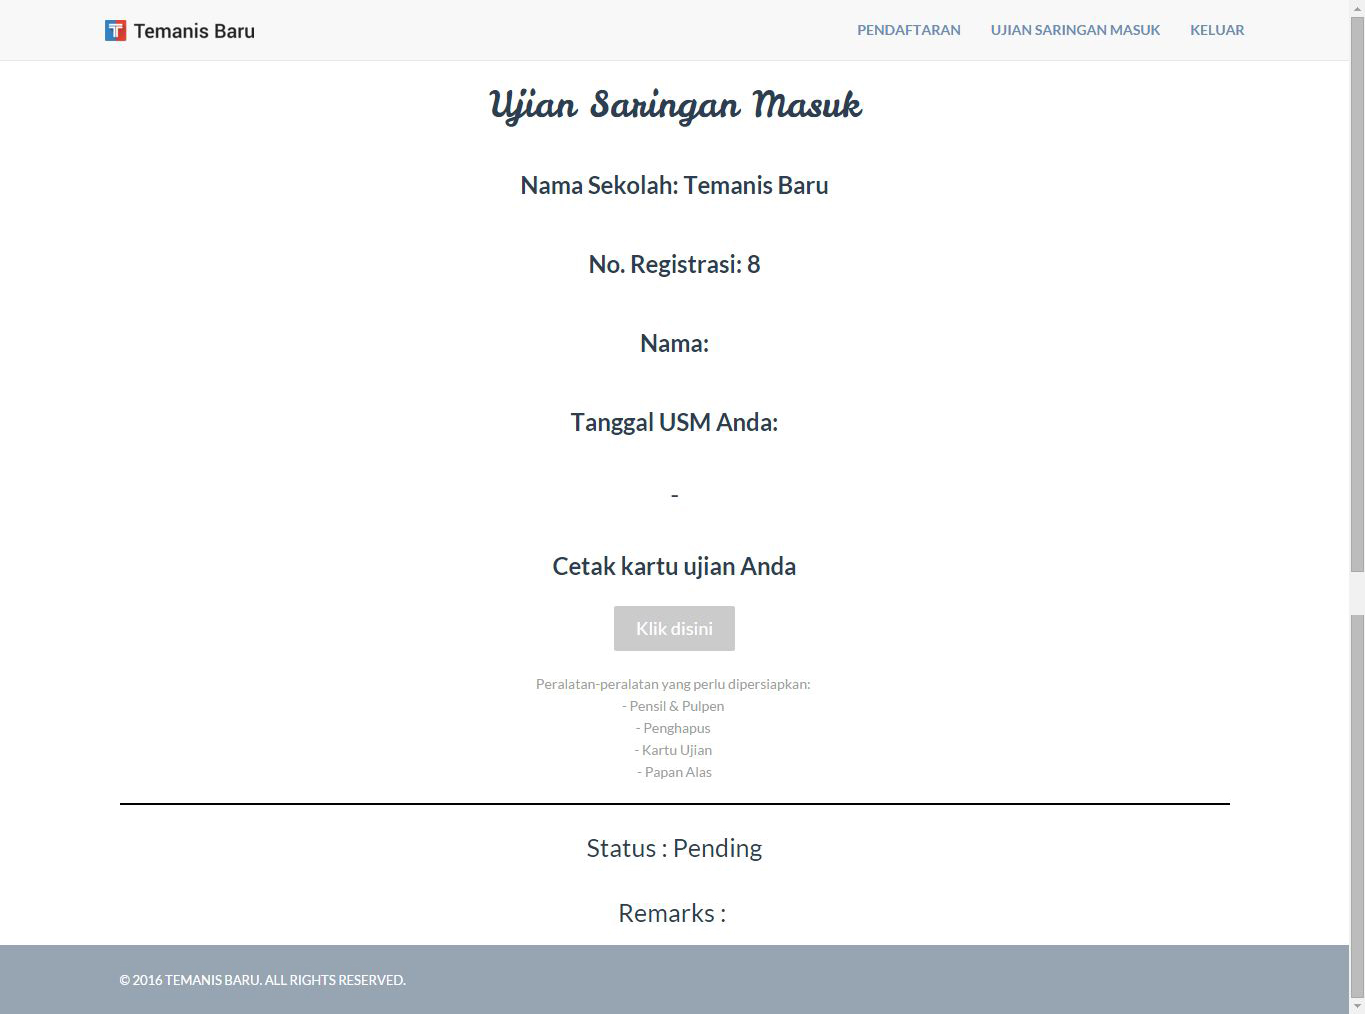 Temanis Baru
PENDAFTARAN UJIAN SARINGAN MASUK KELUAR
Ujian Saringan Masuk
Nama Sekolah: Temanis Baru
No. Registrasi: 8
Nama:
Tanggal USM Anda:
-
Cetak kartu ujian Anda
Klik disini
Peralatan-peralatan yang perlu dipersiapkan:
- Pensil & Pulpen
- Penghapus
- Kartu Ujian
- Papan Alas
Status : Pending
Remarks :
© 2016 TEMANIS BARU. ALL RIGHTS RESERVED.